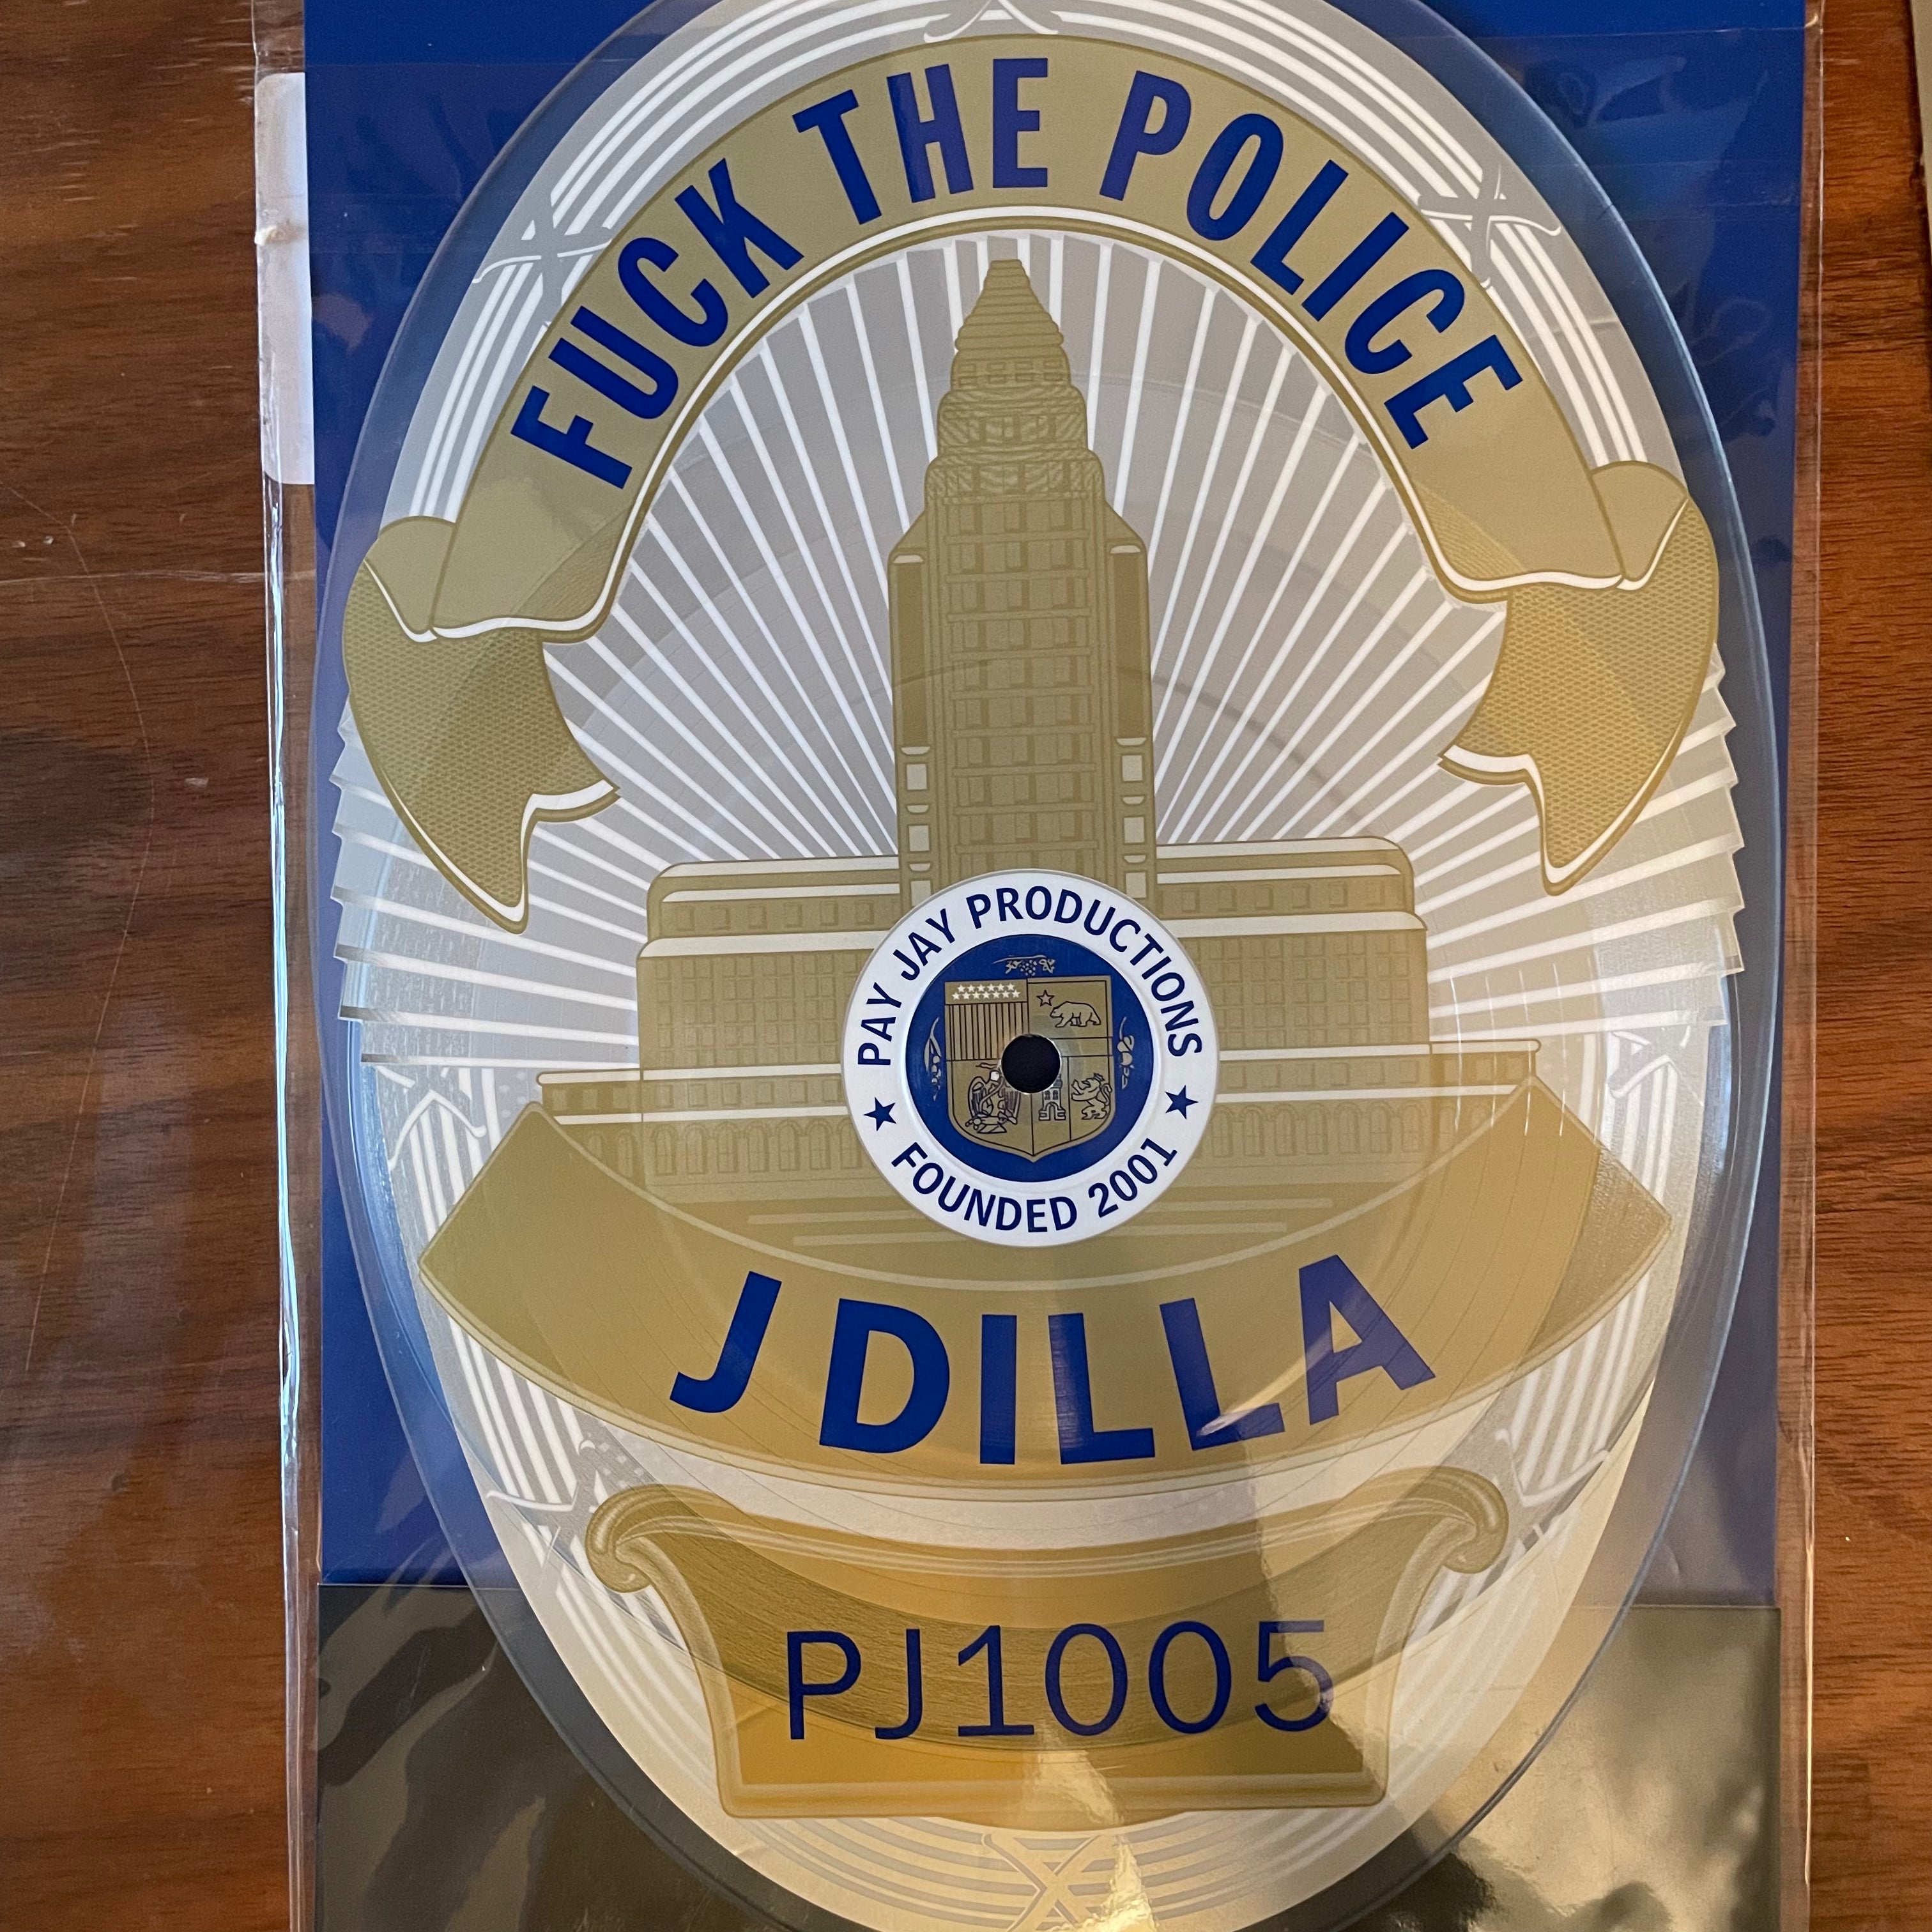 FUCK THE POLICE
PAY JAY PRODUCTIONS
★ FOUNDED 2001 ★
J DILLA
PJ1005